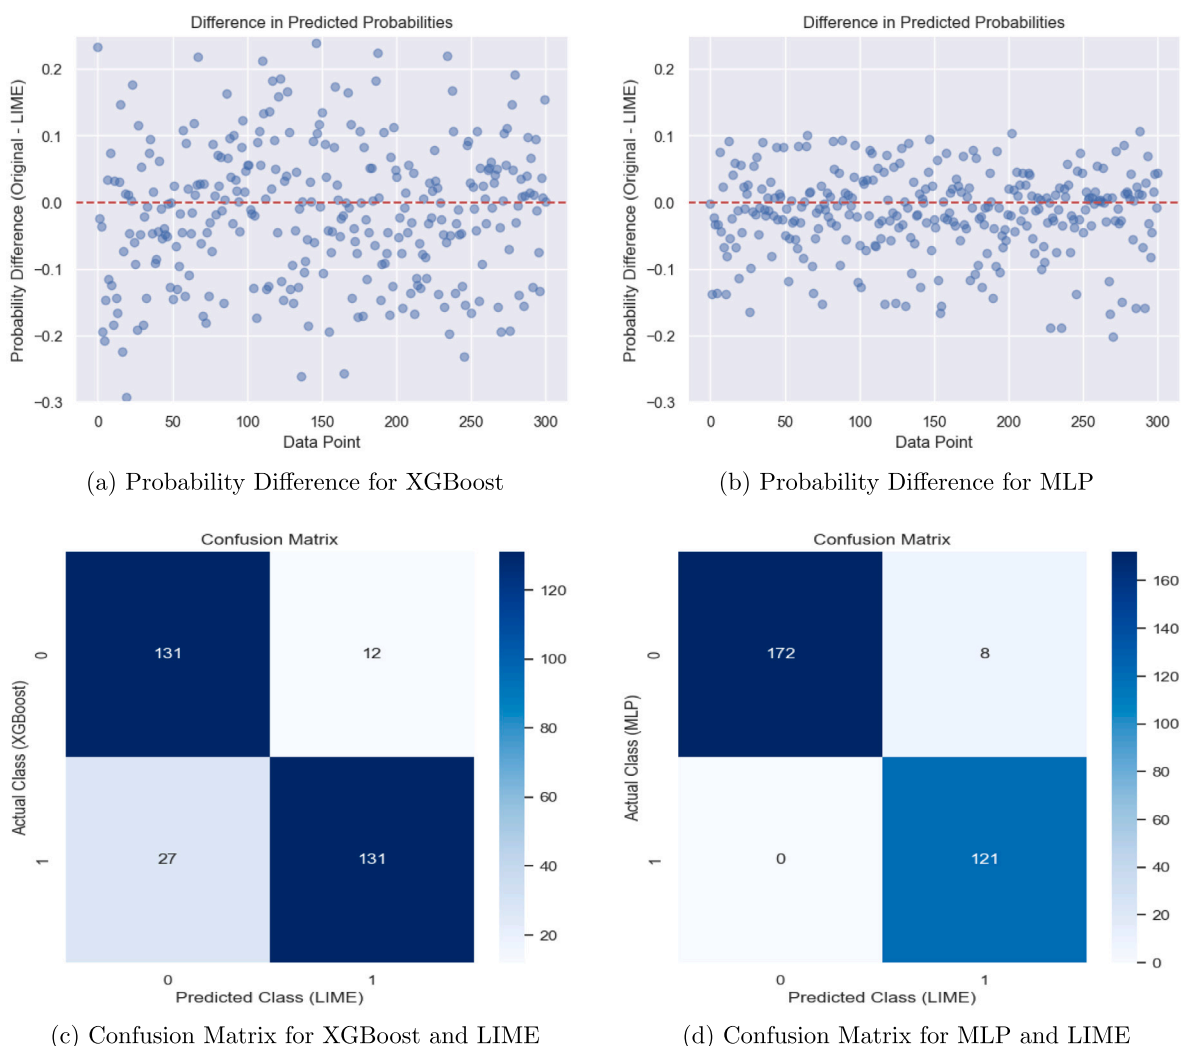 Difference in Predicted Probabilities
Probability Difference (Original - LIME)
0.2
0.1
0.0
−0.1
−0.2
−0.3
0 50 100 150 200 250 300
Data Point
(a) Probability Difference for XGBoost
Difference in Predicted Probabilities
Probability Difference (Original - LIME)
0.2
0.1
0.0
−0.1
−0.2
−0.3
0 50 100 150 200 250 300
Data Point
(b) Probability Difference for MLP
Confusion Matrix
Actual Class (XGBoost)
0
1
131 12
27 131
0 1
Predicted Class (LIME)
120
100
80
60
40
20
(c) Confusion Matrix for XGBoost and LIME
Confusion Matrix
Actual Class (MLP)
0
1
172 8
0 121
0 1
Predicted Class (LIME)
160
140
120
100
80
60
40
20
0
(d) Confusion Matrix for MLP and LIME